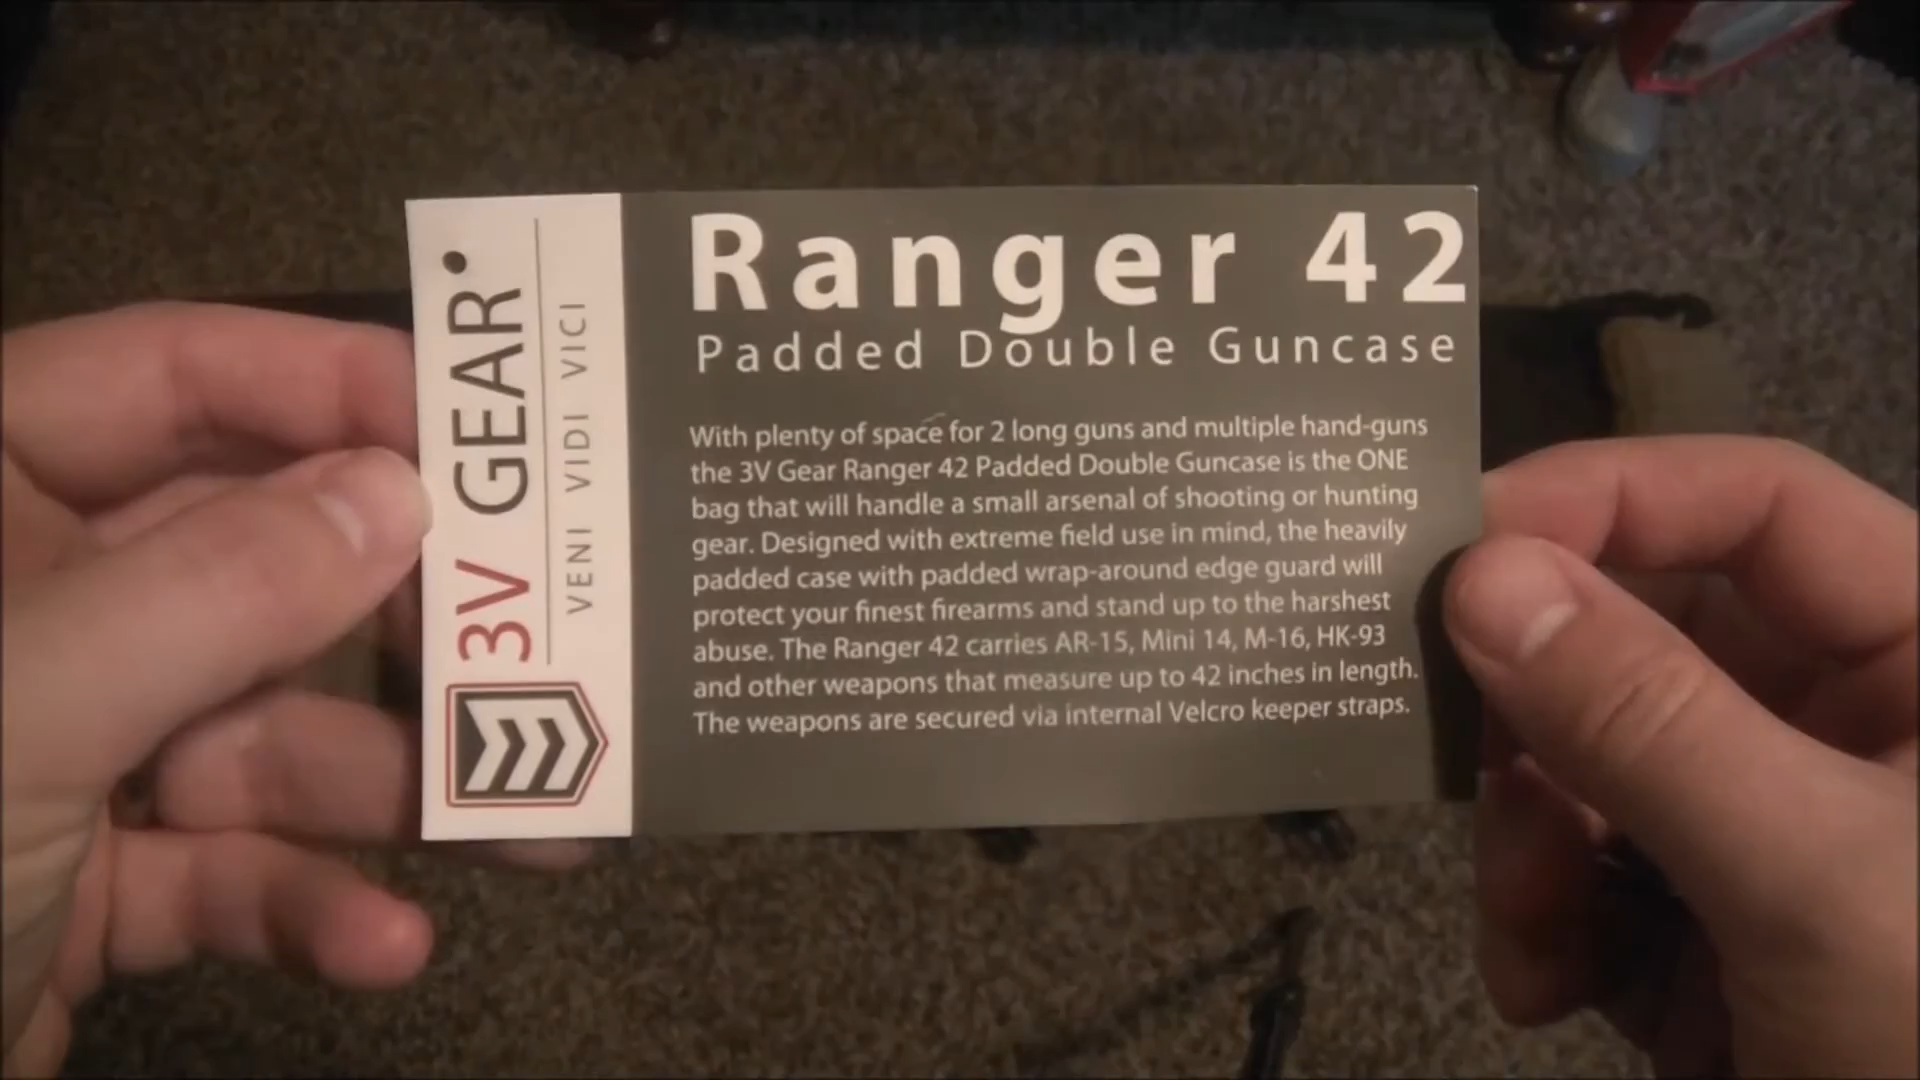 3V GEAR
VENI VIDI VICI
Ranger 42
Padded Double Guncase
With plenty of space for 2 long guns and multiple hand-guns
the 3V Gear Ranger 42 Padded Double Guncase is the ONE
bag that will handle a small arsenal of shooting or hunting
gear. Designed with extreme field use in mind, the heavily
padded case with padded wrap-around edge guard will
protect your finest firearms and stand up to the harshest
abuse. The Ranger 42 carries AR-15, Mini 14, M-16, HK-93
and other weapons that measure up to 42 inches in length.
The weapons are secured via internal Velcro keeper straps.